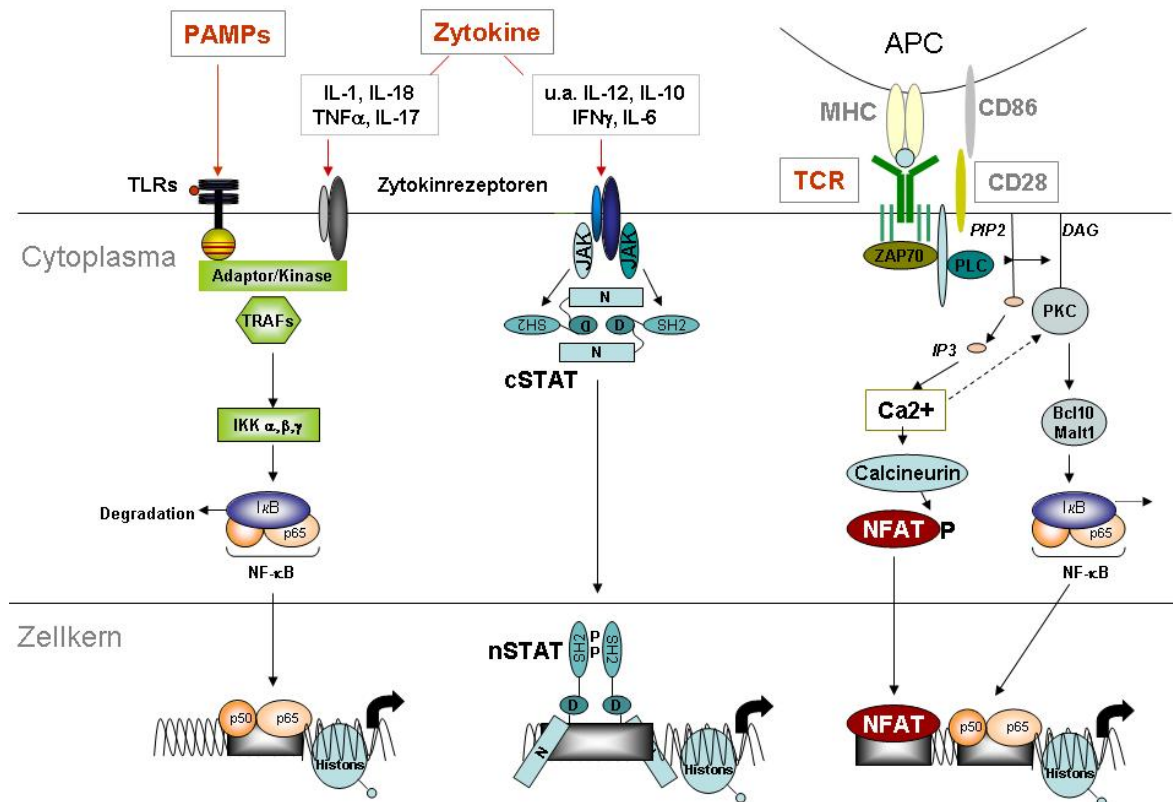 PAMPs
Zytokine
IL-1, IL-18
TNFα, IL-17
u.a. IL-12, IL-10
IFNγ, IL-6
TLRs
Zytokinrezeptoren
APC
MHC
CD86
TCR
CD28
Cytoplasma
Adaptor/Kinase
TRAFs
IKK α,β,γ
Degradation
IκB
p65
NF-κB
JAK
JAK
N
SH2
D
D
SH2
N
cSTAT
ZAP70
PLC
PIP2
DAG
PKC
IP3
Ca2+
Calcineurin
NFAT
P
Bcl10
Malt1
IκB
p65
NF-κB
Zellkern
p50
p65
Histons
nSTAT
SH2
P
P
SH2
D
D
N
Histons
NFAT
p50
p65
Histons